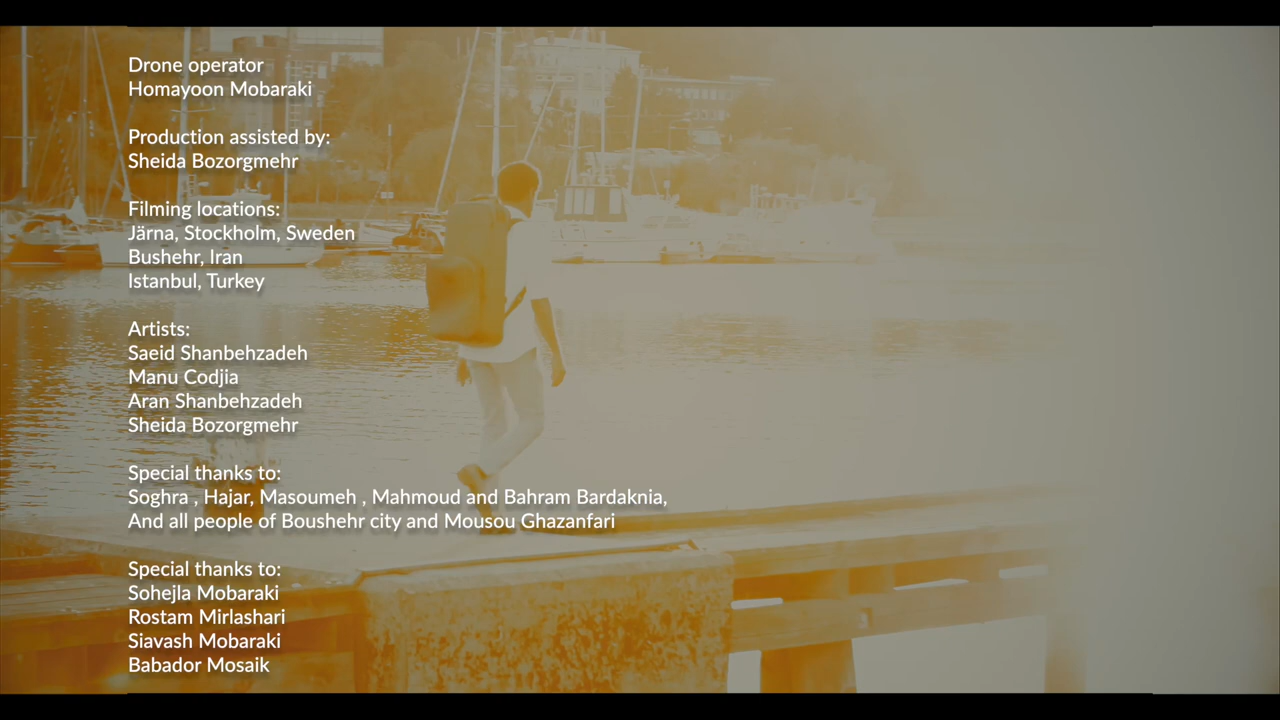 Drone operator
Homayoon Mobaraki
Production assisted by:
Sheida Bozorgmehr
Filming locations:
Järna, Stockholm, Sweden
Bushehr, Iran
Istanbul, Turkey
Artists:
Saeid Shanbehzadeh
Manu Codjia
Aran Shanbehzadeh
Sheida Bozorgmehr
Special thanks to:
Soghra , Hajar, Masoumeh , Mahmoud and Bahram Bardaknia,
And all people of Boushehr city and Mousou Ghazanfari
Special thanks to:
Sohejla Mobaraki
Rostam Mirlashari
Siavash Mobaraki
Babador Mosaik